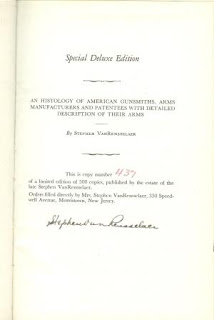 Special Deluxe Edition
AN HISTOLOGY OF AMERICAN GUNSMITHS, ARMS
MANUFACTURERS AND PATENTEES WITH DETAILED
DESCRIPTION OF THEIR ARMS
By Stephen VanRensselaer
This is copy number 437
of a limited edition of 500 copies, published by the estate of the
late Stephen VanRensselaer.
Orders filled directly by Mrs. Stephen VanRensselaer, 350 Speed-
well Avenue, Morristown, New Jersey.
Stephen van Rensselaer